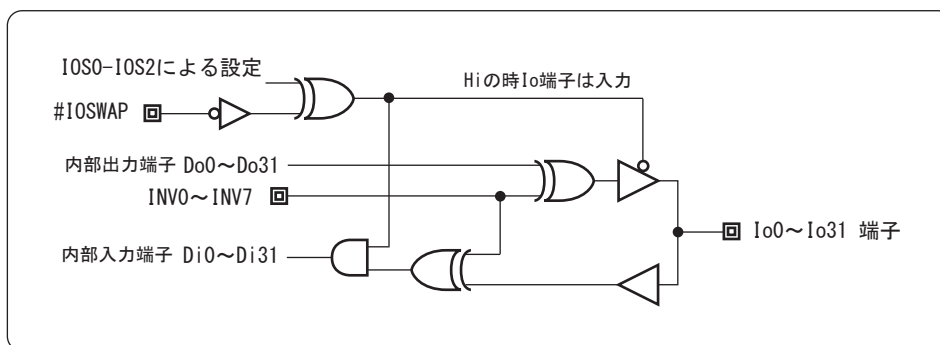 IOS0-IOS2による設定
Hiの時Io端子は入力
#IOSWAP
内部出力端子 Do0～Do31
INV0～INV7
内部入力端子 Di0～Di31
Io0～Io31 端子